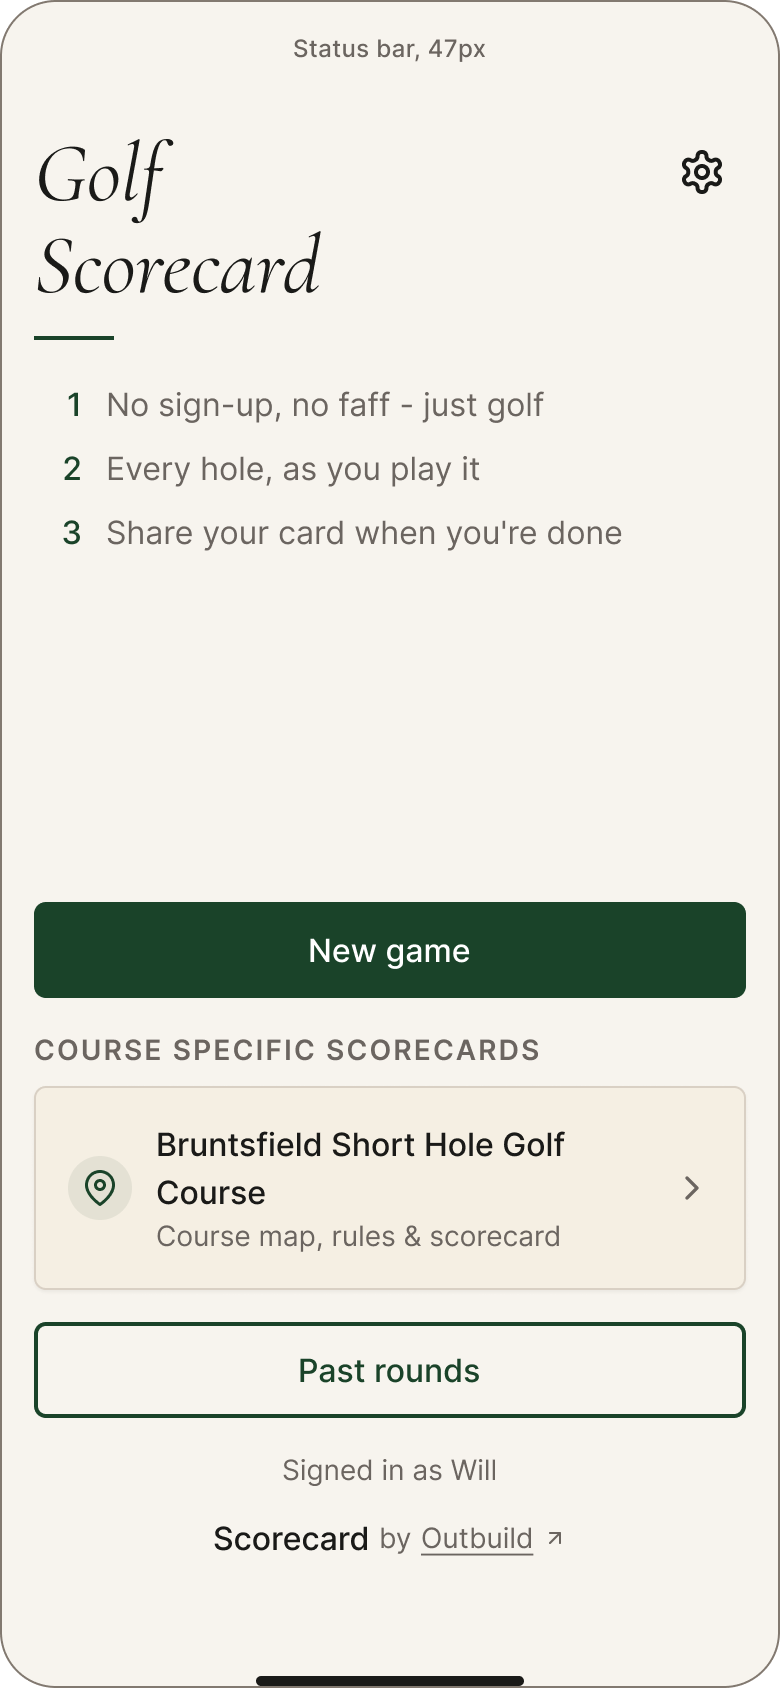 Status bar, 47px
Golf
Scorecard
1 No sign-up, no faff - just golf
2 Every hole, as you play it
3 Share your card when you're done
New game
COURSE SPECIFIC SCORECARDS
Bruntsfield Short Hole Golf
Course
Course map, rules & scorecard
Past rounds
Signed in as Will
Scorecard by Outbuild